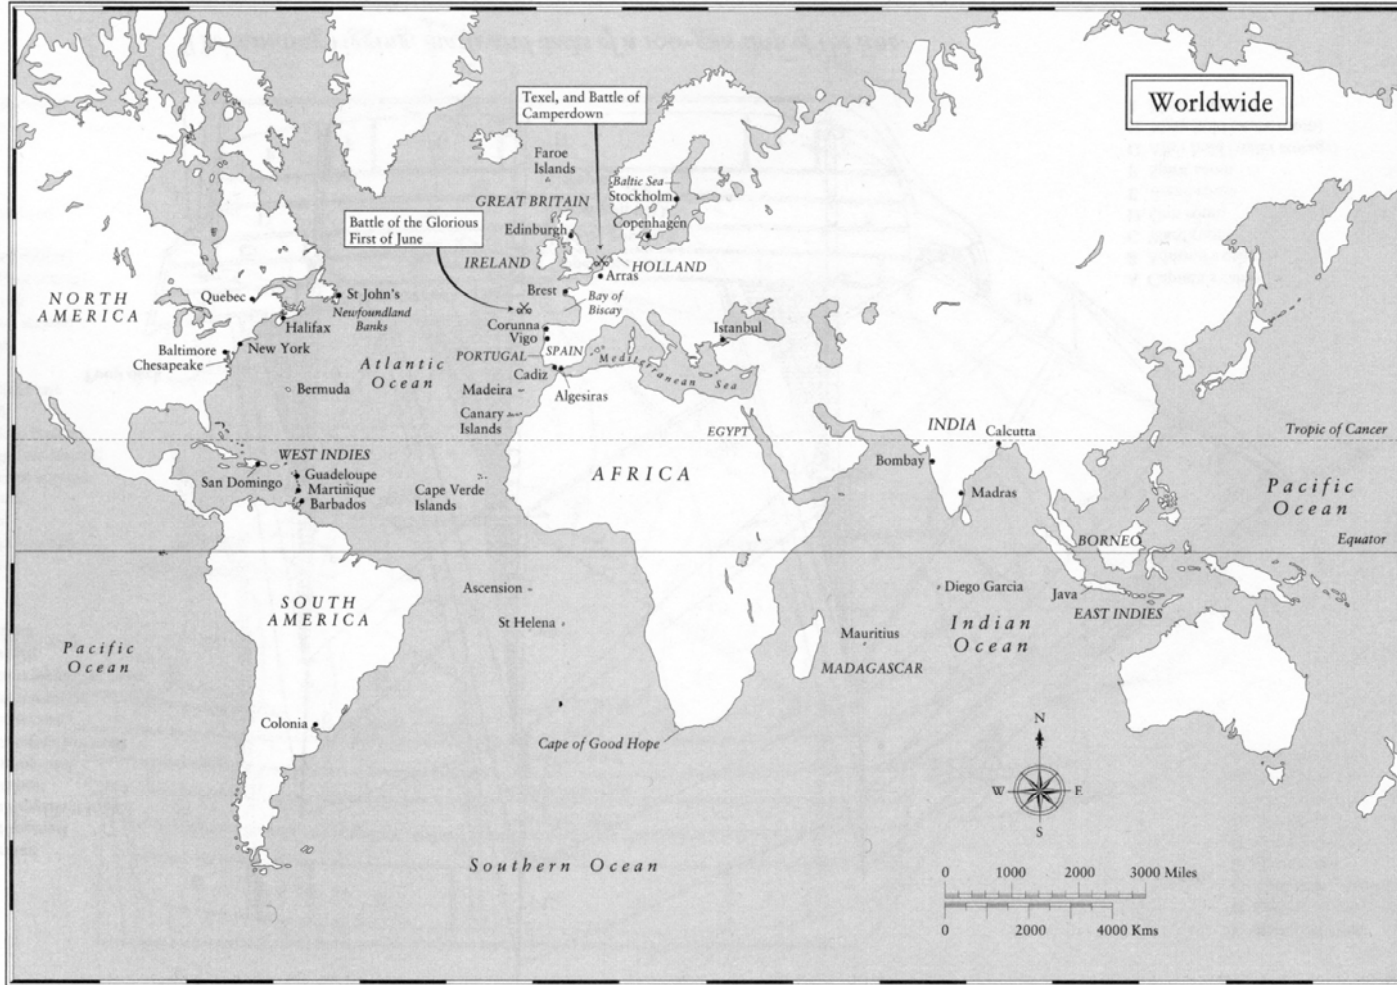 Worldwide
Texel, and Battle of
Camperdown
Faroe
Islands
Baltic Sea
Stockholm
GREAT BRITAIN
Battle of the Glorious
First of June
Edinburgh
Copenhagen
IRELAND
HOLLAND
Arras
NORTH
AMERICA
Quebec
St John's
Newfoundland
Banks
Brest
Bay of
Biscay
Halifax
Corunna
Vigo
Istanbul
Baltimore
New York
Chesapeake
Atlantic
Ocean
PORTUGAL
SPAIN
Mediterranean Sea
Cadiz
Algesiras
Bermuda
Madeira
Canary
Islands
EGYPT
INDIA
Calcutta
Tropic of Cancer
WEST INDIES
San Domingo
Guadeloupe
Martinique
Barbados
Cape Verde
Islands
AFRICA
Bombay
Madras
Pacific
Ocean
BORNEO
Equator
Ascension
Diego Garcia
Java
EAST INDIES
SOUTH
AMERICA
St Helena
Mauritius
Indian
Ocean
Pacific
Ocean
MADAGASCAR
Colonia
Cape of Good Hope
N
W
E
S
Southern Ocean
0 1000 2000 3000 Miles
0 2000 4000 Kms